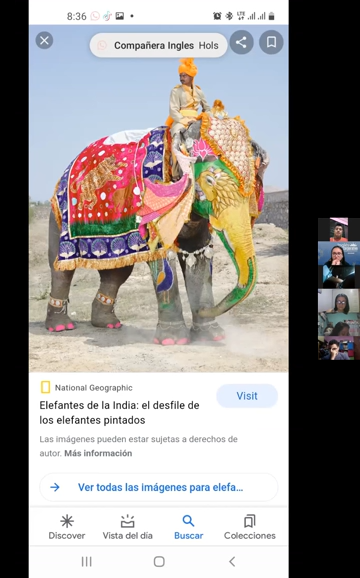 8:36
LTE
Compañera Ingles Hols
National Geographic
Elefantes de la India: el desfile de
los elefantes pintados
Visit
Las imágenes pueden estar sujetas a derechos de
autor. Más información
Ver todas las imágenes para elefa...
Discover Vista del día Buscar Colecciones